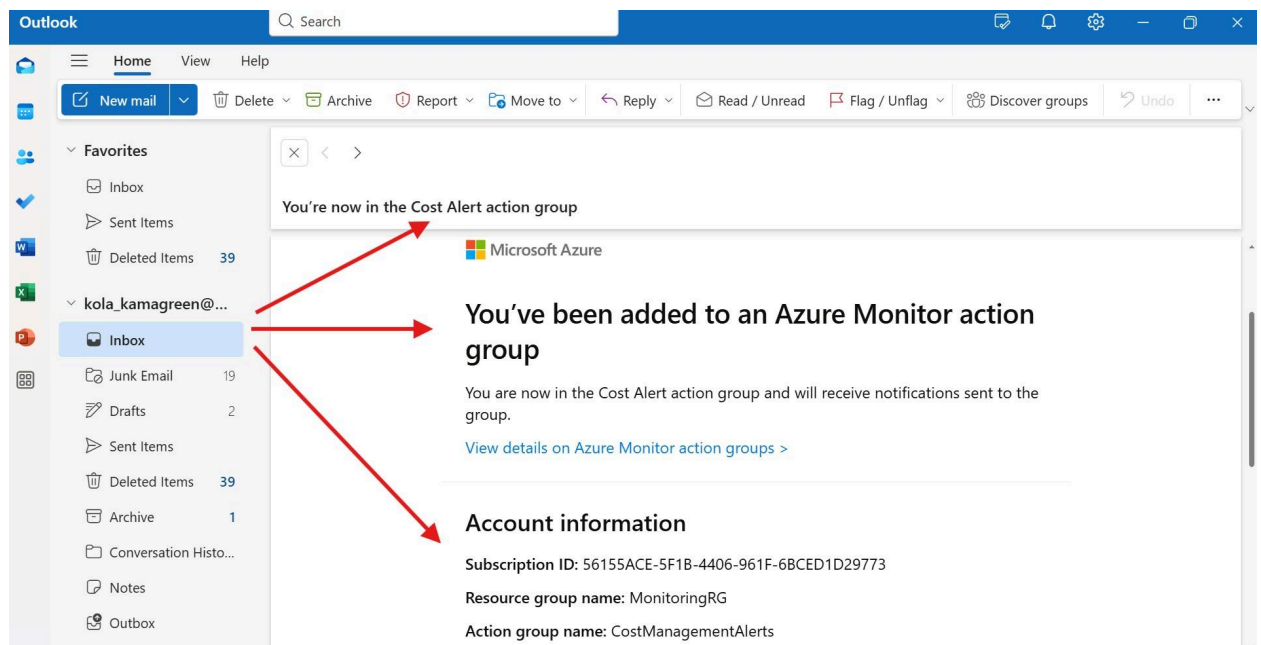 Outlook
Search
Home View Help
New mail Delete Archive Report Move to Reply Read / Unread Flag / Unflag Discover groups Undo ...
Favorites
Inbox
Sent Items
Deleted Items 39
kola_kamagreen@...
Inbox
Junk Email 19
Drafts 2
Sent Items
Deleted Items 39
Archive 1
Conversation Histo...
Notes
Outbox
You're now in the Cost Alert action group
Microsoft Azure
You've been added to an Azure Monitor action
group
You are now in the Cost Alert action group and will receive notifications sent to the
group.
View details on Azure Monitor action groups >
Account information
Subscription ID: 56155ACE-5F1B-4406-961F-6BCED1D29773
Resource group name: MonitoringRG
Action group name: CostManagementAlerts